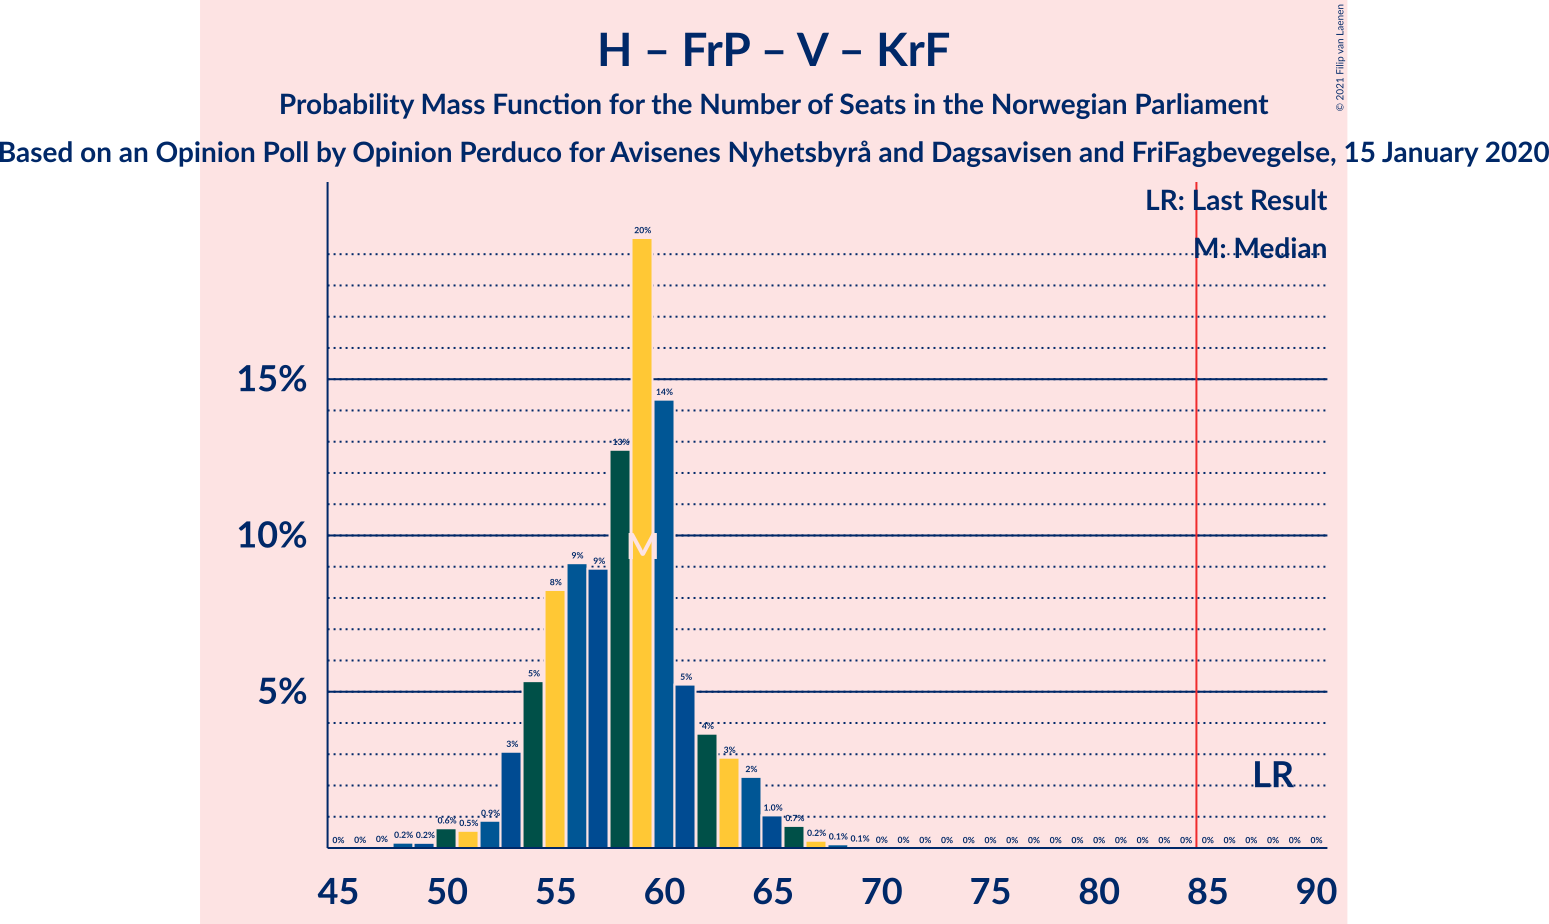 H – FrP – V – KrF
Probability Mass Function for the Number of Seats in the Norwegian Parliament
Based on an Opinion Poll by Opinion Perduco for Avisenes Nyhetsbyrå and Dagsavisen and FriFagbevegelse, 15 January 2020
© 2021 Filip van Laenen
LR: Last Result
M: Median
15%
10%
5%
0% 0% 0% 0.2% 0.2% 0.6% 0.5% 0.9% 3% 5% 8% 9% 9% 13% 20% 14% 5% 4% 3% 2% 1.0% 0.7% 0.2% 0.1% 0.1% 0% 0% 0% 0% 0% 0% 0% 0% 0% 0% 0% 0% 0% 0% 0% 0% 0% 0% 0% 0% 0%
M
LR
45 50 55 60 65 70 75 80 85 90